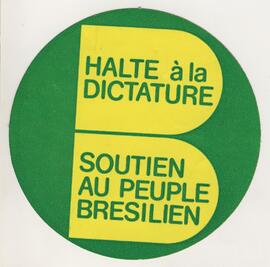 HALTE à la
DICTATURE
SOUTIEN
AU PEUPLE
BRESILIEN